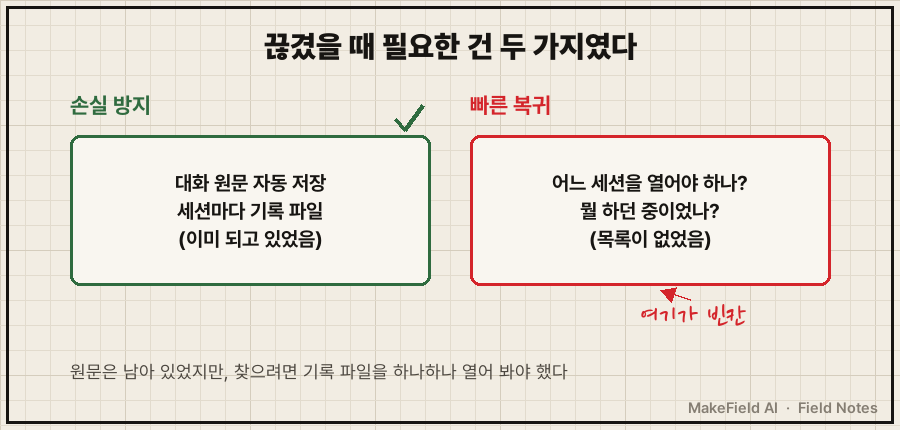 끊겼을 때 필요한 건 두 가지였다
손실 방지
대화 원문 자동 저장
세션마다 기록 파일
(이미 되고 있었음)
빠른 복귀
어느 세션을 열어야 하나?
뭘 하던 중이었나?
(목록이 없었음)
여기가 빈칸
원문은 남아 있었지만, 찾으려면 기록 파일을 하나하나 열어 봐야 했다
MakeField AI · Field Notes